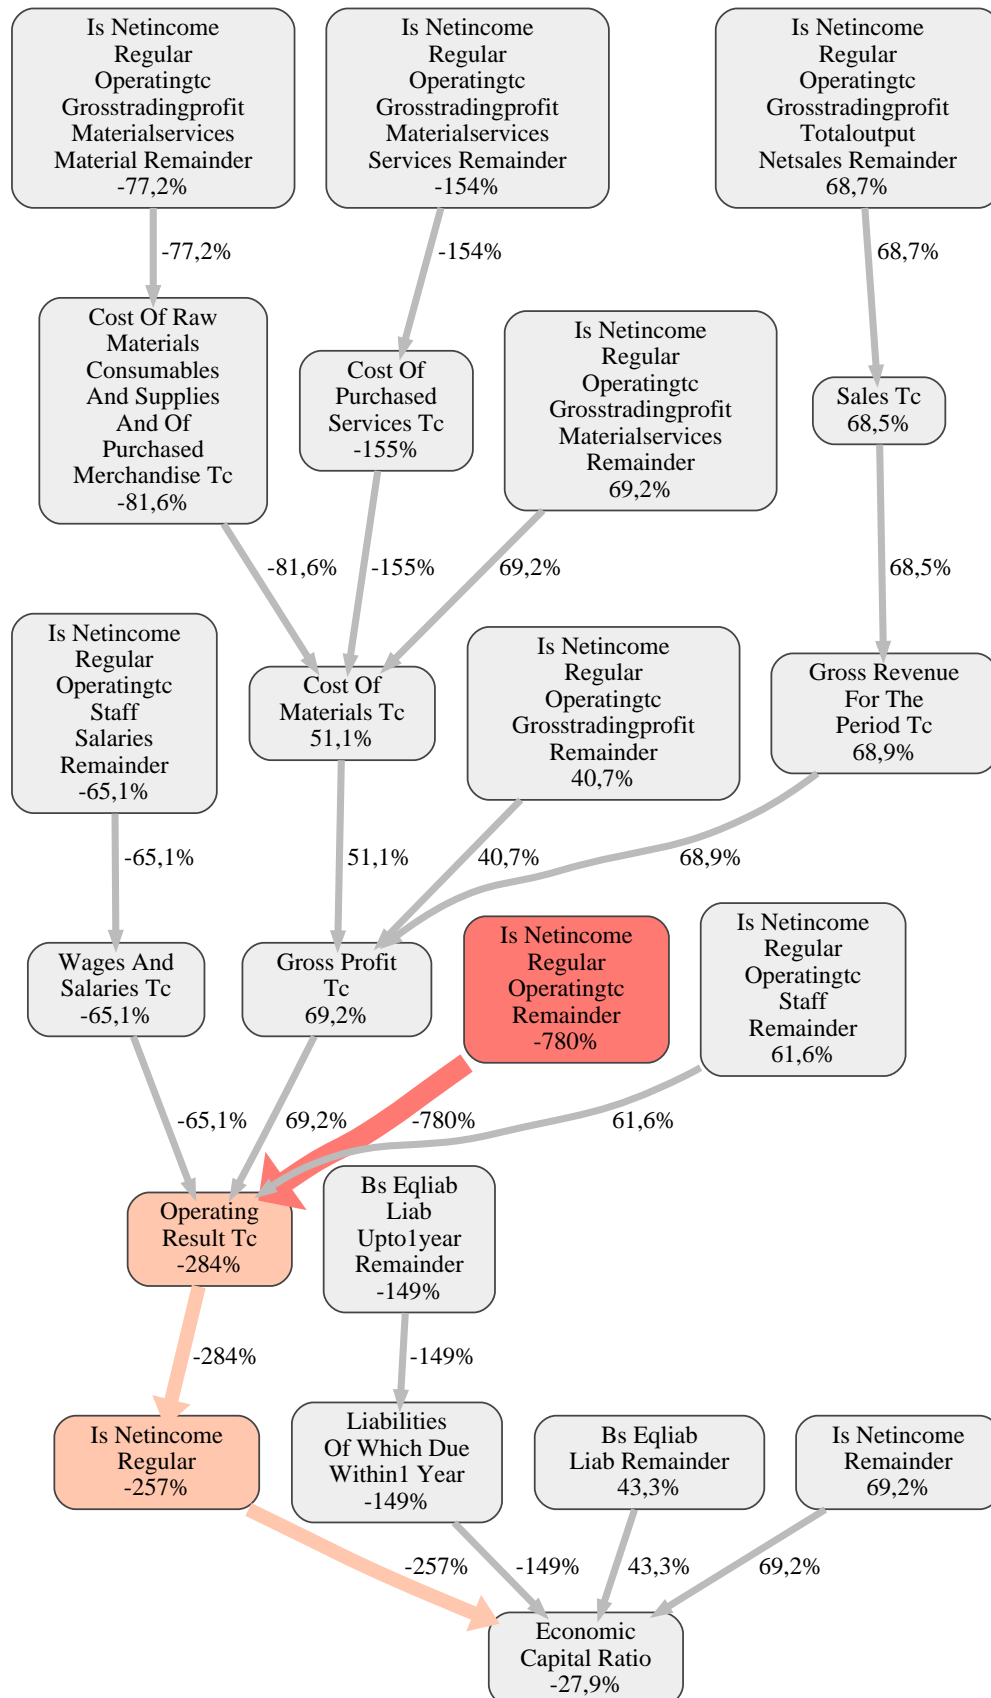 Is Netincome
Regular
Operatingtc
Grosstradingprofit
Materialservices
Material Remainder
-77,2%
Is Netincome
Regular
Operatingtc
Grosstradingprofit
Materialservices
Services Remainder
-154%
Is Netincome
Regular
Operatingtc
Grosstradingprofit
Totaloutput
Netsales Remainder
68,7%
-77,2%
-154%
68,7%
Cost Of Raw
Materials
Consumables
And Supplies
And Of
Purchased
Merchandise Tc
-81,6%
Cost Of
Purchased
Services Tc
-155%
Is Netincome
Regular
Operatingtc
Grosstradingprofit
Materialservices
Remainder
69,2%
Sales Tc
68,5%
-81,6%
-155%
69,2%
68,5%
Is Netincome
Regular
Operatingtc
Staff
Salaries
Remainder
-65,1%
Cost Of
Materials Tc
51,1%
Is Netincome
Regular
Operatingtc
Grosstradingprofit
Remainder
40,7%
Gross Revenue
For The
Period Tc
68,9%
-65,1%
51,1%
40,7%
68,9%
Wages And
Salaries Tc
-65,1%
Gross Profit
Tc
69,2%
Is Netincome
Regular
Operatingtc
Remainder
-780%
Is Netincome
Regular
Operatingtc
Staff
Remainder
61,6%
-65,1%
69,2%
-780%
61,6%
Operating
Result Tc
-284%
Bs Eqliab
Liab
Upto1year
Remainder
-149%
-284%
-149%
Is Netincome
Regular
-257%
Liabilities
Of Which Due
Within1 Year
-149%
Bs Eqliab
Liab Remainder
43,3%
Is Netincome
Remainder
69,2%
-257%
-149%
43,3%
69,2%
Economic
Capital Ratio
-27,9%